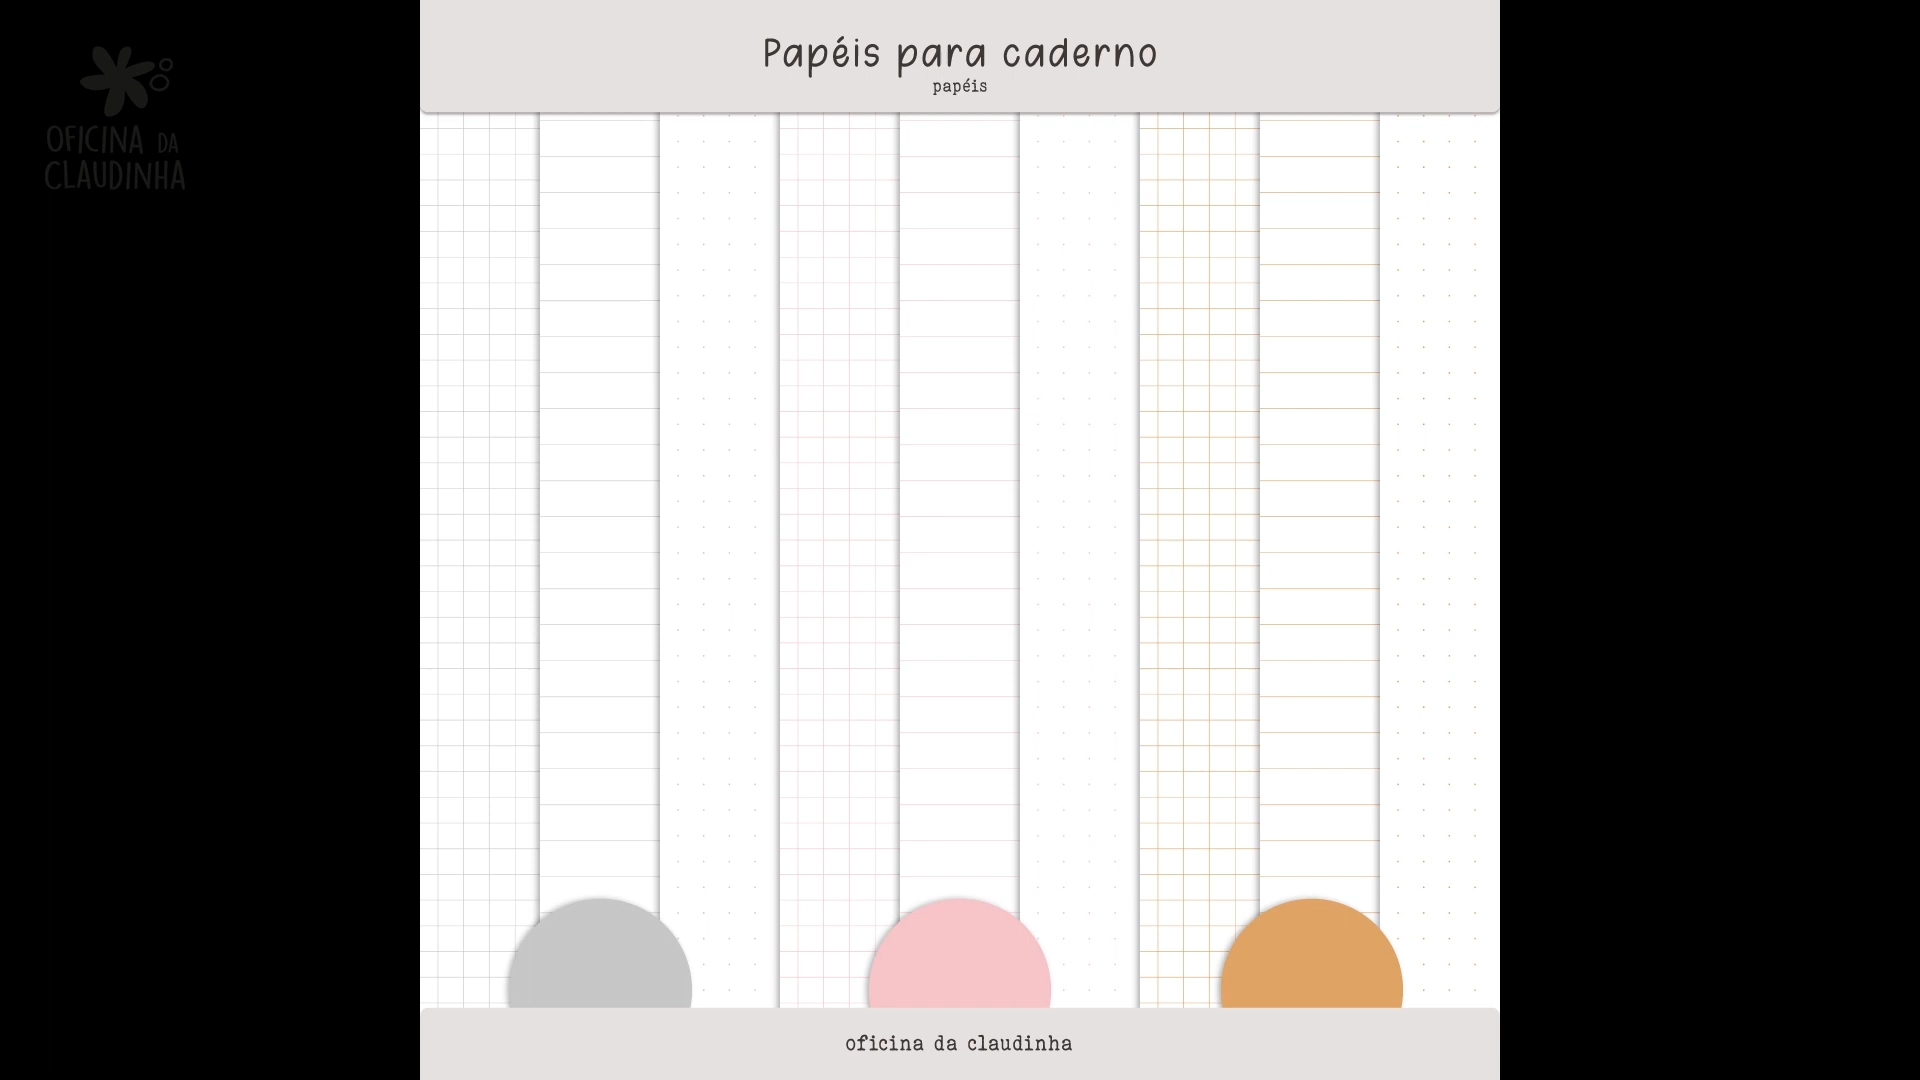 OFICINA DA
CLAUDINHA
Papéis para caderno
papéis
oficina da claudinha